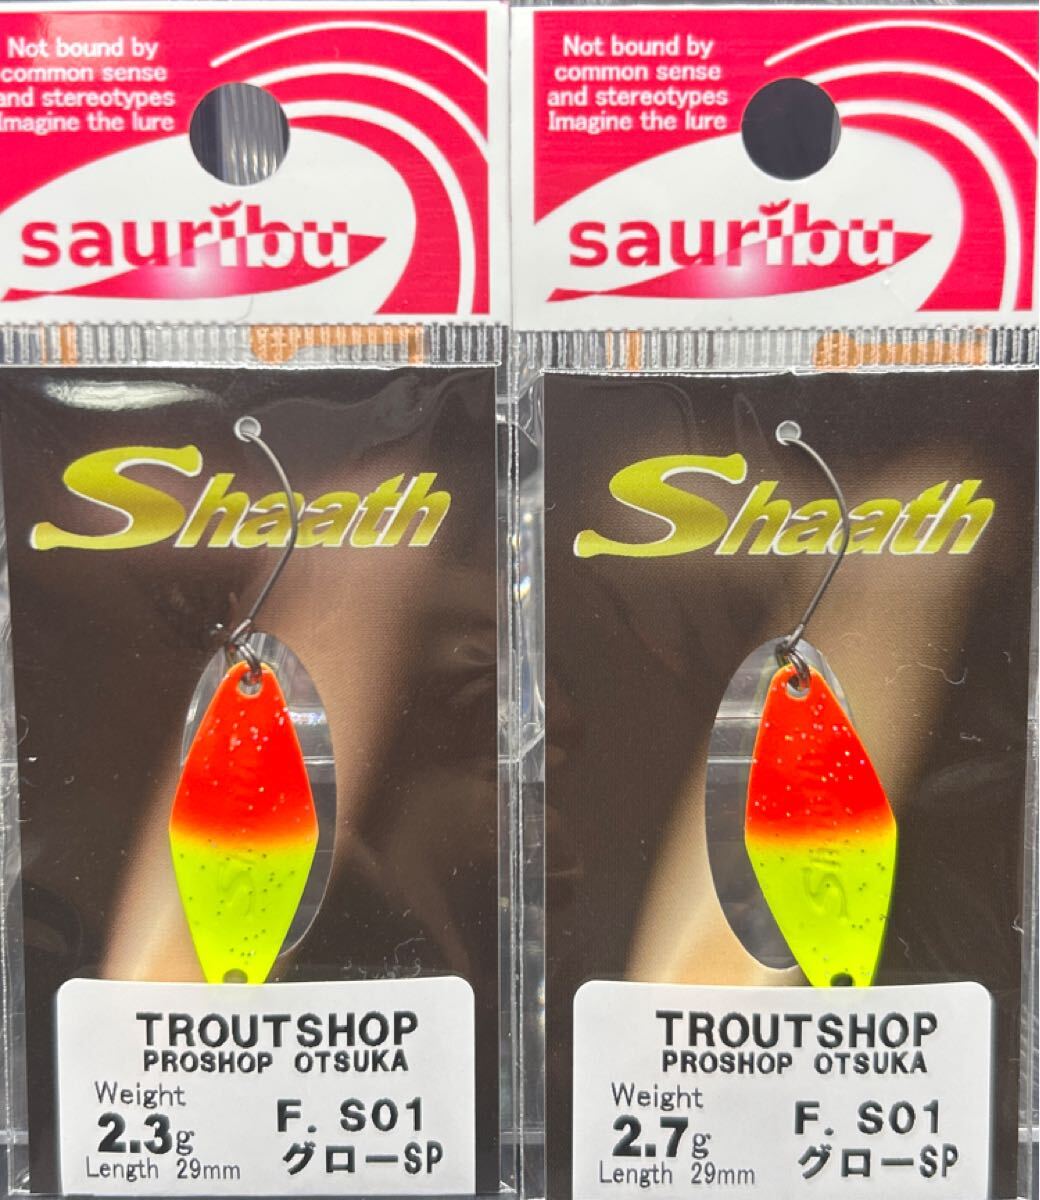 Not bound by
common sense
and stereotypes
Imagine the lure
sauribu
Shaath
TROUTSHOP
PROSHOP OTSUKA
Weight
2.3g
Length 29mm
F. S01
グローSP
Not bound by
common sense
and stereotypes
Imagine the lure
sauribu
Shaath
Sh
TROUTSHOP
PROSHOP OTSUKA
Weight
2.7g
Length 29mm
F. S01
グローSP